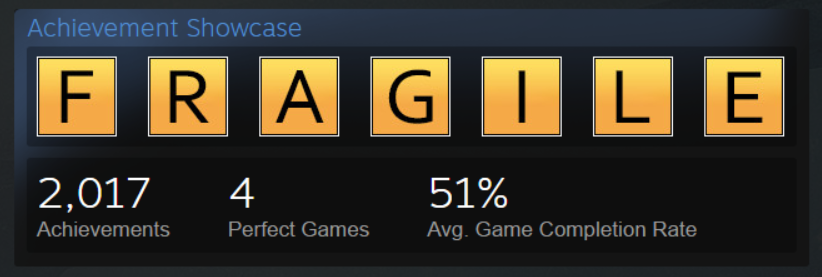 Achievement Showcase
F R A G I L E
2,017 4 51%
Achievements Perfect Games Avg. Game Completion Rate